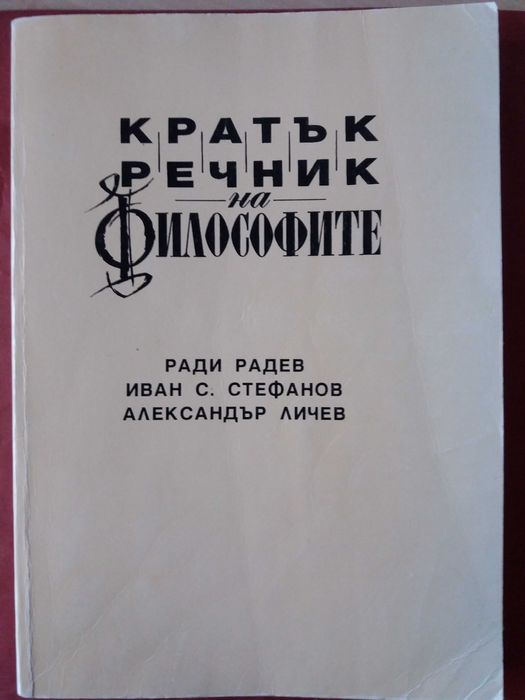 КРАТЪК
РЕЧНИК
на
ФИЛОСОФИТЕ
РАДИ РАДЕВ
ИВАН С. СТЕФАНОВ
АЛЕКСАНДЪР ЛИЧЕВ